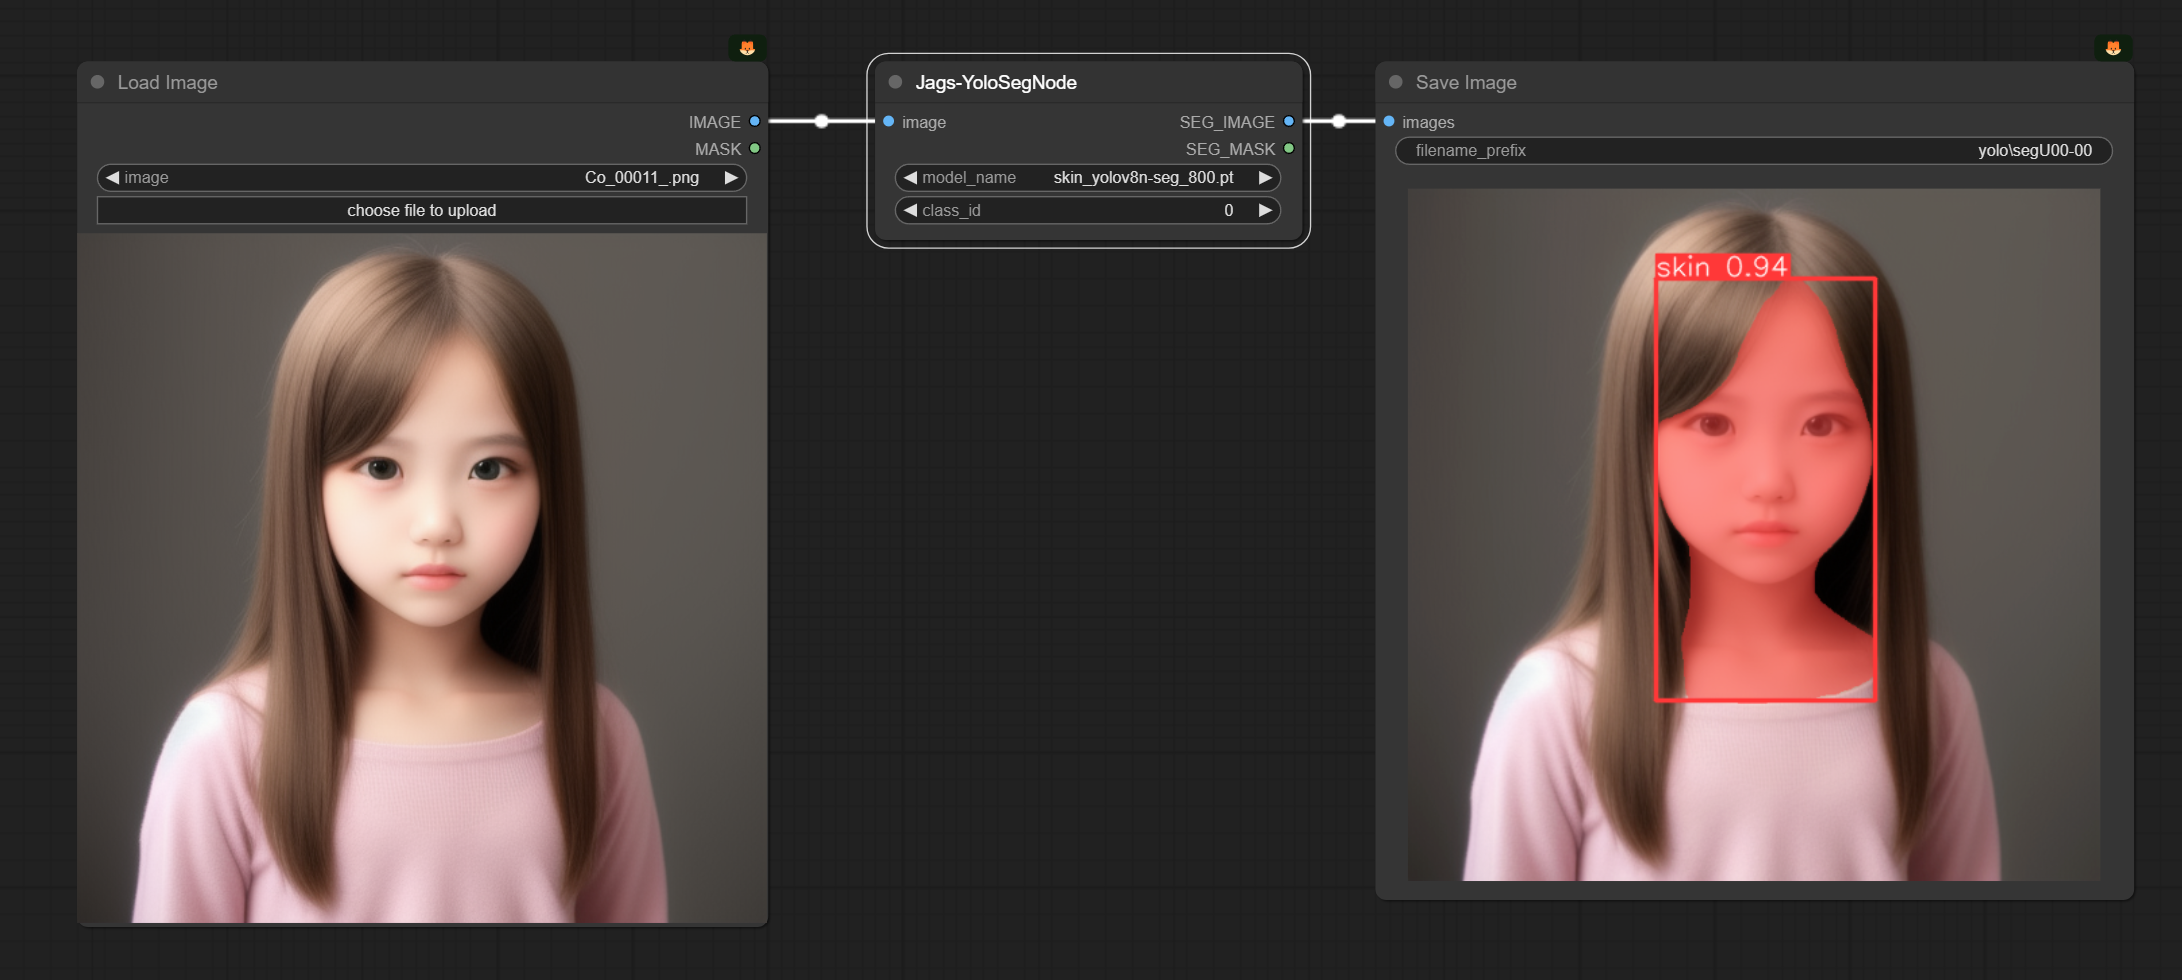 Load Image
IMAGE
MASK
image Co_00011_.png
choose file to upload
Jags-YoloSegNode
image SEG_IMAGE
SEG_MASK
model_name skin_yolov8n-seg_800.pt
class_id 0
Save Image
images
filename_prefix yolo\segU00-00
skin 0.94